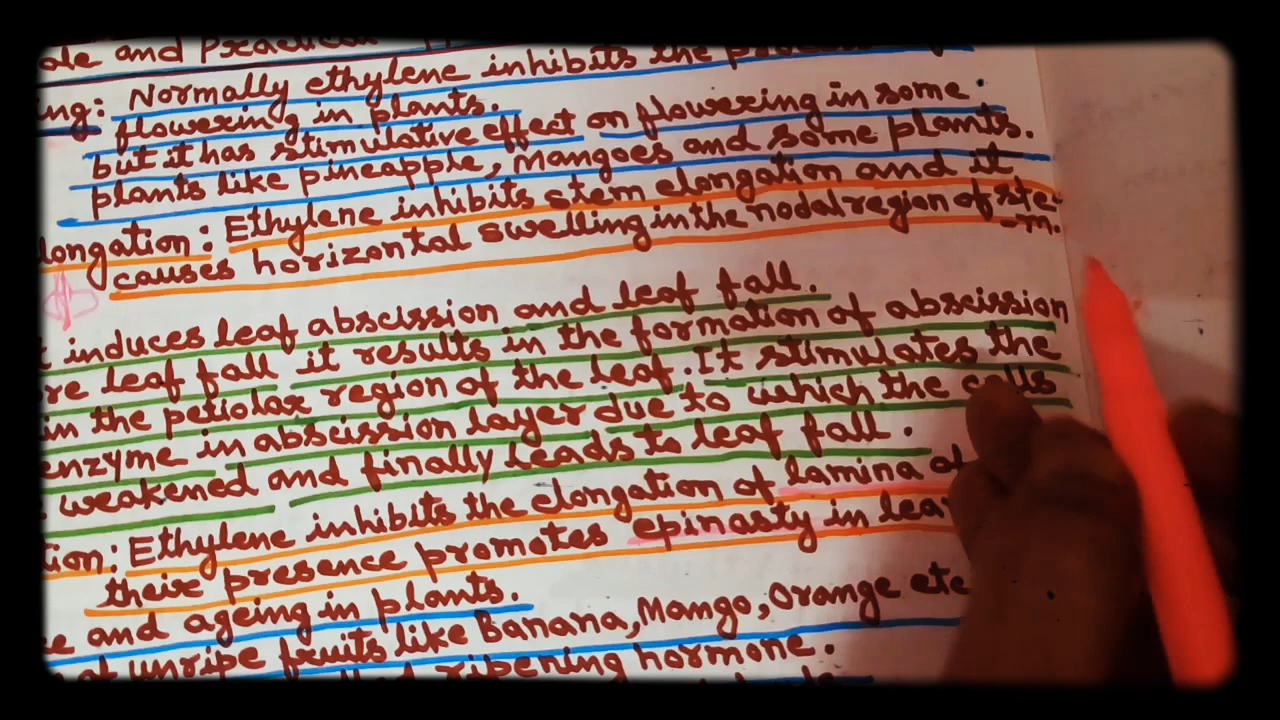 and Practical
ing: Normally ethylene inhibits the
flowering in plants.
but it has stimulative effect on flowering in some
plants like pineapple, Mangoes and some plants.
longation: Ethylene inhibits stem elongation and it
causes horizontal swelling in the nodal region of ste-
-m.
induces leaf abscission and leaf fall.
re leaf fall it results in the formation of abscission
in the petiolar region of the leaf. It stimulates the
enzyme in abscission layer due to which the cells
weakened and finally leads to leaf fall.
tion: Ethylene inhibits the elongation of lamina
their presence promotes epinasty in
e and ageing in plants.
unripe fruits like Banana, Mango, Orange etc
ripening hormone.